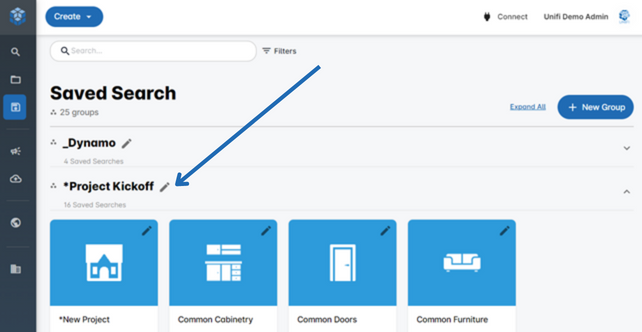 Create
Connect
Unifi Demo Admin
Search...
Filters
Saved Search
25 groups
Expand All
+ New Group
_Dynamo
4 Saved Searches
*Project Kickoff
16 Saved Searches
*New Project
Common Cabinetry
Common Doors
Common Furniture